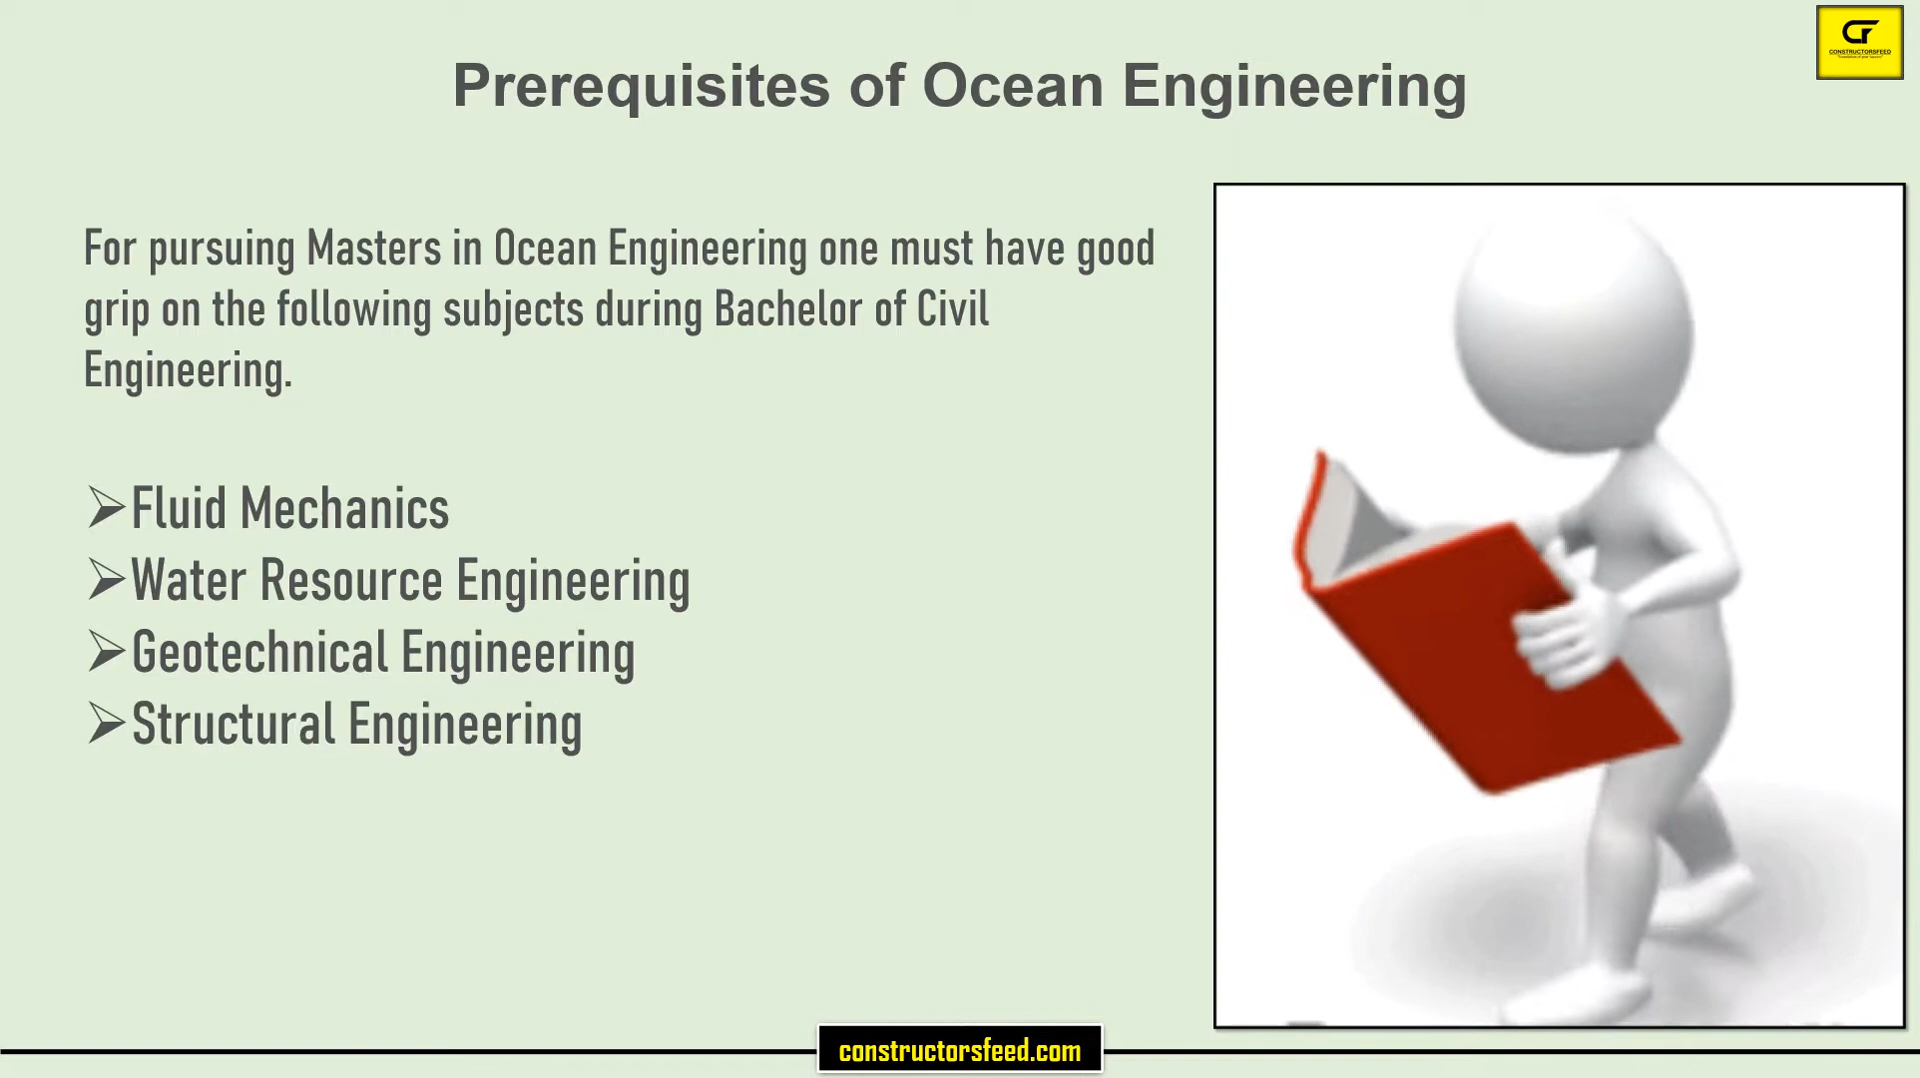 CONSTRUCTORSFEED
Prerequisites of Ocean Engineering
For pursuing Masters in Ocean Engineering one must have good
grip on the following subjects during Bachelor of Civil
Engineering.
➢Fluid Mechanics
➢Water Resource Engineering
➢Geotechnical Engineering
➢Structural Engineering
constructorsfeed.com